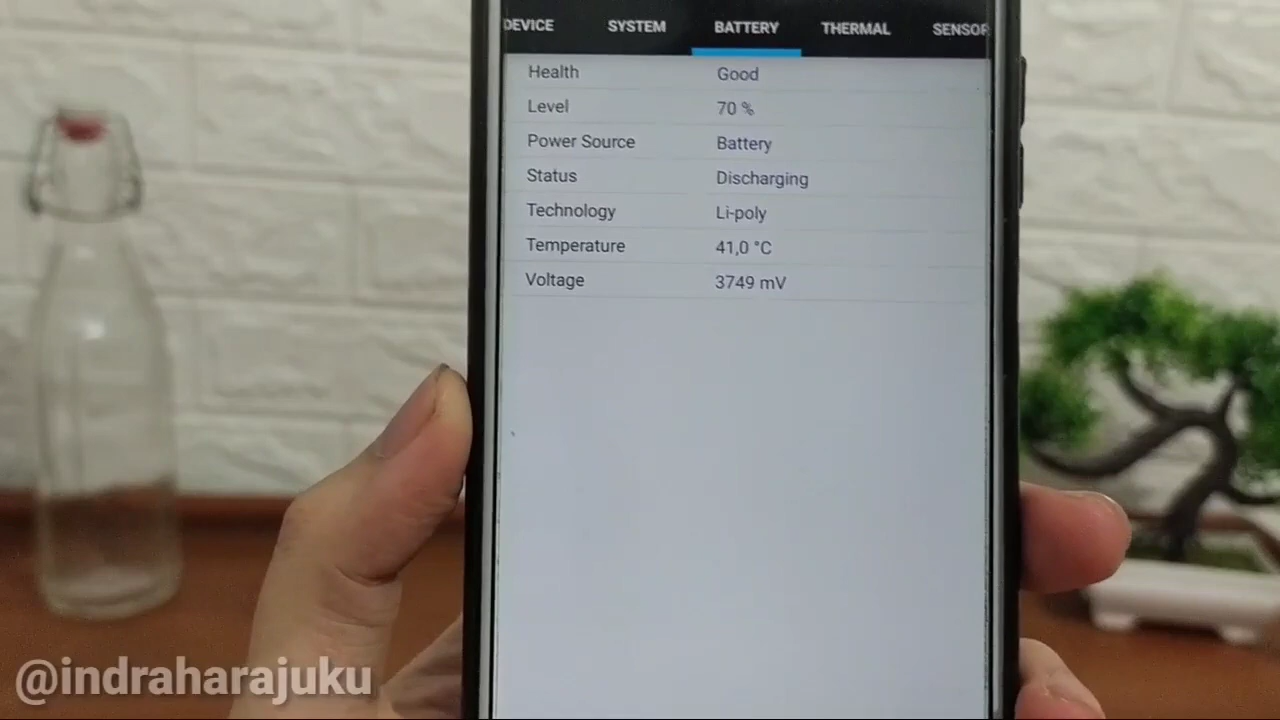 DEVICE SYSTEM BATTERY THERMAL SENSOR
Health Good
Level 70 %
Power Source Battery
Status Discharging
Technology Li-poly
Temperature 41,0 °C
Voltage 3749 mV
@indraharajuku